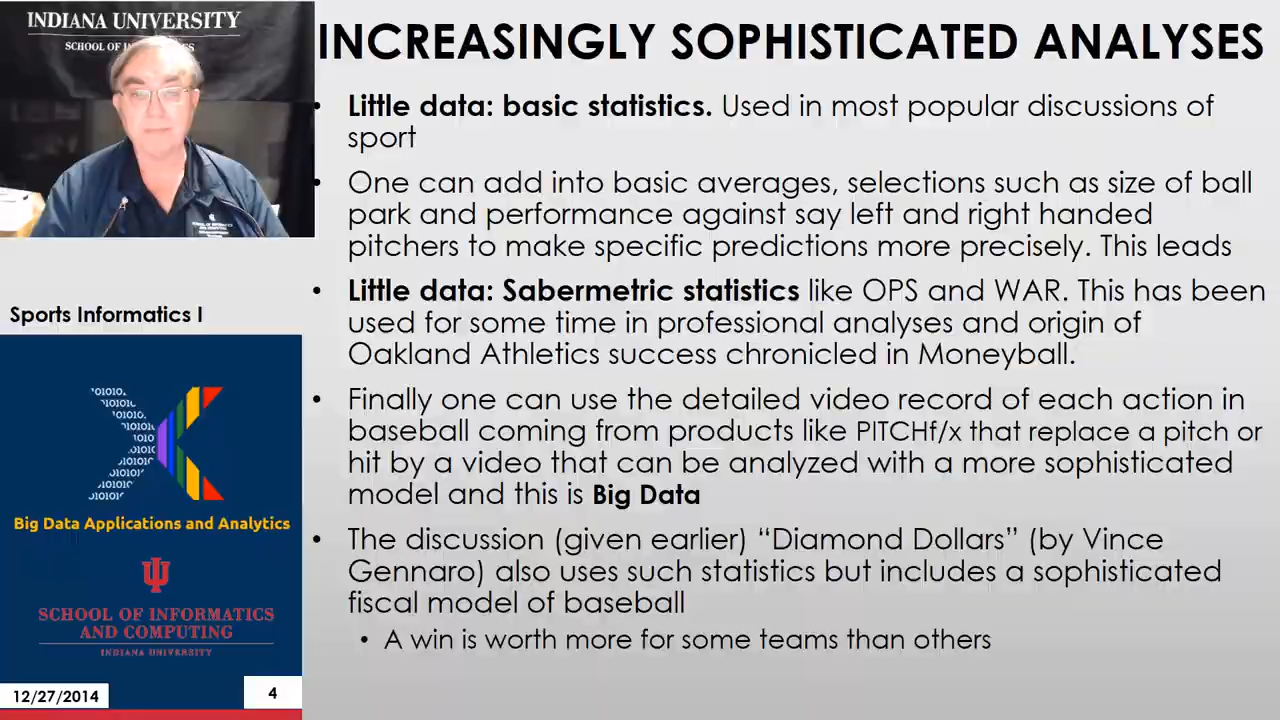 INDIANA UNIVERSITY
INCREASINGLY SOPHISTICATED ANALYSES
• Little data: basic statistics. Used in most popular discussions of
sport
• One can add into basic averages, selections such as size of ball
park and performance against say left and right handed
pitchers to make specific predictions more precisely. This leads
• Little data: Sabermetric statistics like OPS and WAR. This has been
used for some time in professional analyses and origin of
Oakland Athletics success chronicled in Moneyball.
• Finally one can use the detailed video record of each action in
baseball coming from products like PITCHf/x that replace a pitch or
hit by a video that can be analyzed with a more sophisticated
model and this is Big Data
• The discussion (given earlier) “Diamond Dollars” (by Vince
Gennaro) also uses such statistics but includes a sophisticated
fiscal model of baseball
• A win is worth more for some teams than others
Sports Informatics I
Big Data Applications and Analytics
SCHOOL OF INFORMATICS
AND COMPUTING
INDIANA UNIVERSITY
12/27/2014
4